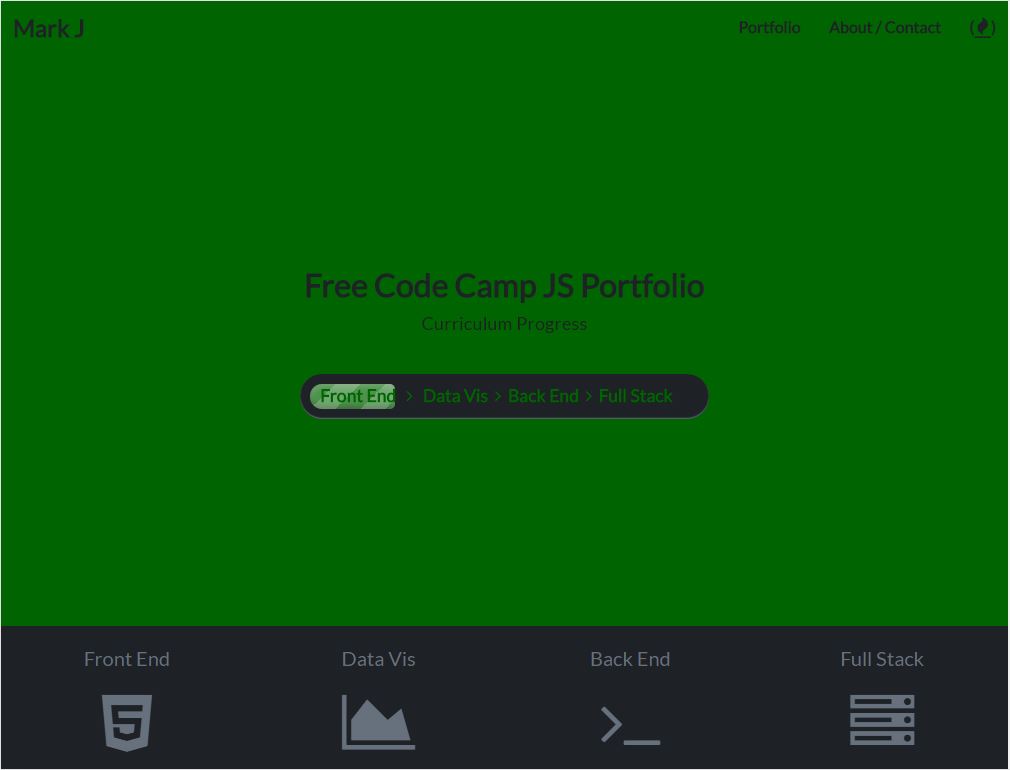 Mark J
Portfolio About / Contact
Free Code Camp JS Portfolio
Curriculum Progress
Front End > Data Vis > Back End > Full Stack
Front End Data Vis Back End Full Stack